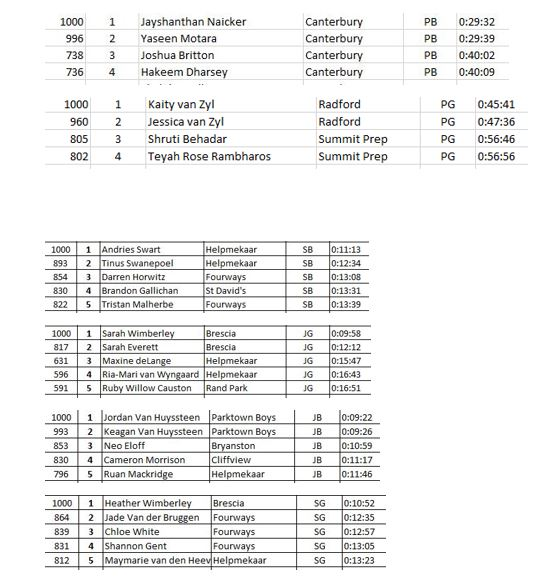 1000 1 Jayshanthan Naicker Canterbury PB 0:29:32
996 2 Yaseen Motara Canterbury PB 0:29:39
738 3 Joshua Britton Canterbury PB 0:40:02
736 4 Hakeem Dharsey Canterbury PB 0:40:09
1000 1 Kaity van Zyl Radford PG 0:45:41
960 2 Jessica van Zyl Radford PG 0:47:36
805 3 Shruti Behadar Summit Prep PG 0:56:46
802 4 Teyah Rose Rambharos Summit Prep PG 0:56:56
1000 1 Andries Swart Helpmekaar SB 0:11:13
893 2 Tinus Swanepoel Helpmekaar SB 0:12:34
854 3 Darren Horwitz Fourways SB 0:13:08
830 4 Brandon Gallichan St David's SB 0:13:31
822 5 Tristan Malherbe Fourways SB 0:13:39
1000 1 Sarah Wimberley Brescia JG 0:09:58
817 2 Sarah Everett Brescia JG 0:12:12
631 3 Maxine deLange Helpmekaar JG 0:15:47
596 4 Ria-Mari van Wyngaard Helpmekaar JG 0:16:43
591 5 Ruby Willow Causton Rand Park JG 0:16:51
1000 1 Jordan Van Huyssteen Parktown Boys JB 0:09:22
993 2 Keagan Van Huyssteen Parktown Boys JB 0:09:26
853 3 Neo Eloff Bryanston JB 0:10:59
830 4 Cameron Morrison Cliffview JB 0:11:17
796 5 Ruan Mackridge Helpmekaar JB 0:11:46
1000 1 Heather Wimberley Brescia SG 0:10:52
864 2 Jade Van der Bruggen Fourways SG 0:12:35
839 3 Chloe White Fourways SG 0:12:57
831 4 Shannon Gent Fourways SG 0:13:05
812 5 Maymarie van den Heev Helpmekaar SG 0:13:23